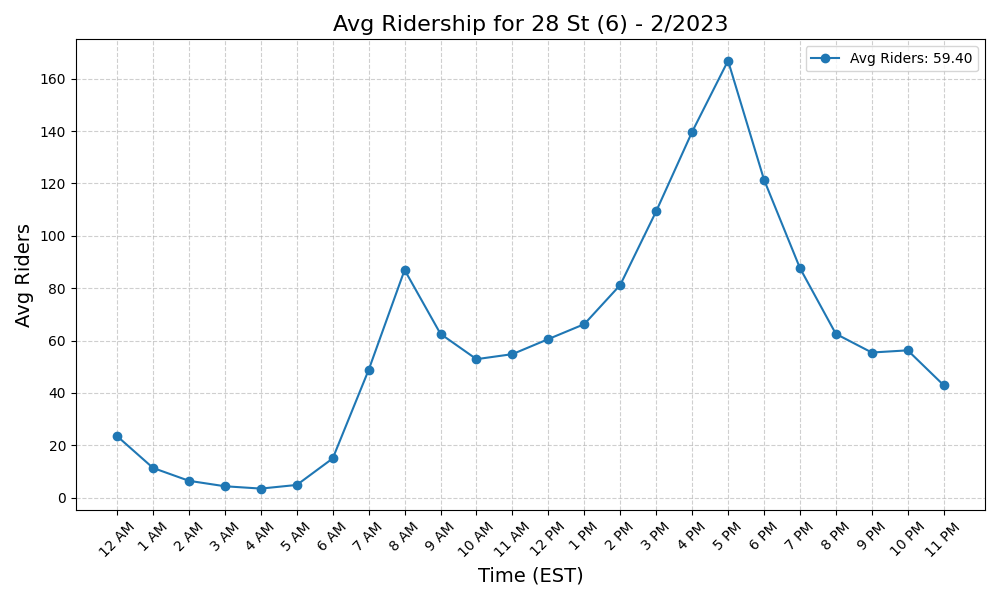 Avg Ridership for 28 St (6) - 2/2023
Avg Riders: 59.40
160
140
120
100
80
60
40
20
0
Avg Riders
12 AM
1 AM
2 AM
3 AM
4 AM
5 AM
6 AM
7 AM
8 AM
9 AM
10 AM
11 AM
12 PM
1 PM
2 PM
3 PM
4 PM
5 PM
6 PM
7 PM
8 PM
9 PM
10 PM
11 PM
Time (EST)